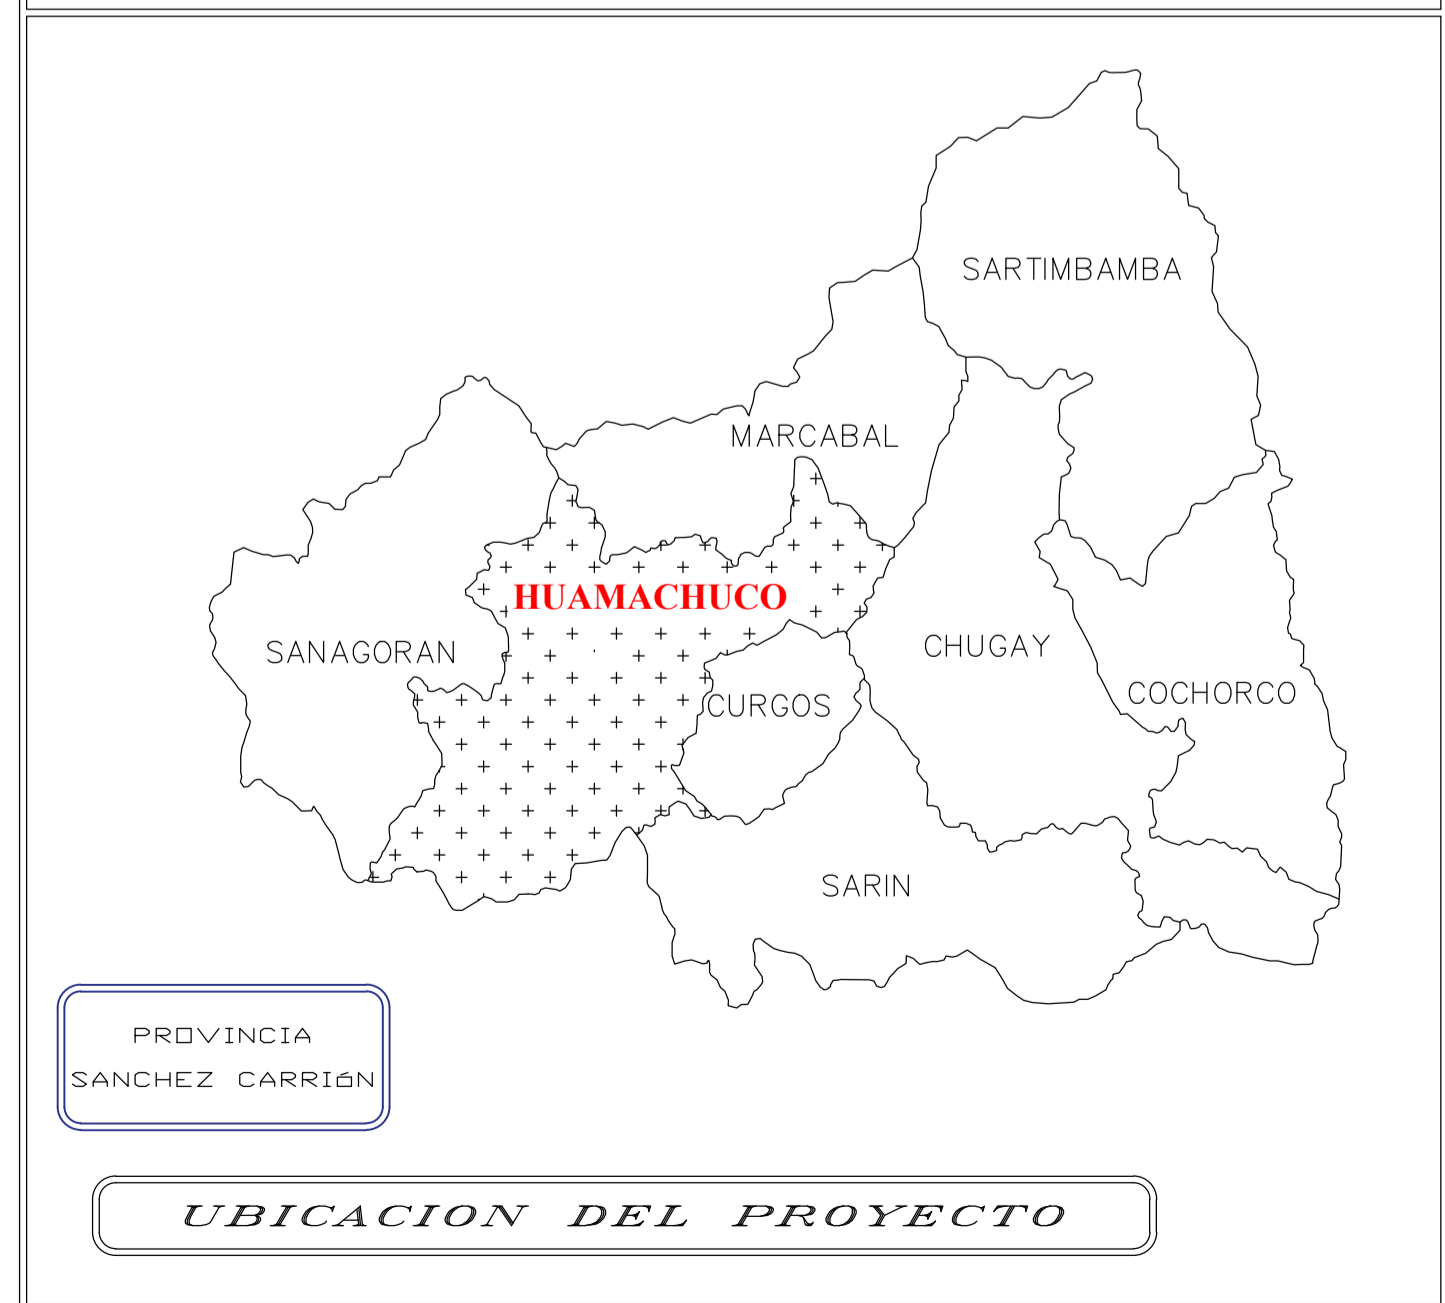 SARTIMBAMBA
MARCABAL
HUAMACHUCO
SANAGORAN
CHUGAY
COCHORCO
CURGOS
SARIN
PROVINCIA
SANCHEZ CARRIóN
UBICACION DEL PROYECTO